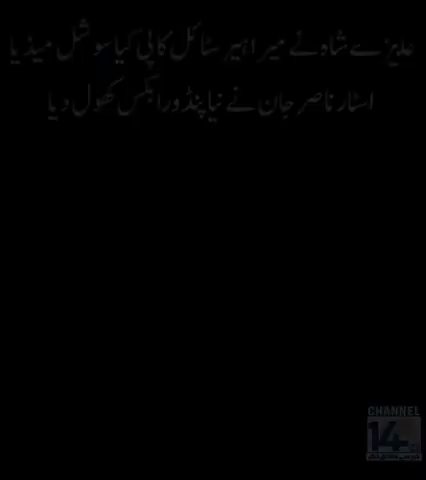 علیزے شاہ نے میرا ہیر سٹائل کاپی کیا سوشل میڈیا
اسٹار ناصر جان نے نیا پنڈورا بکس کھول دیا
CHANNEL
14